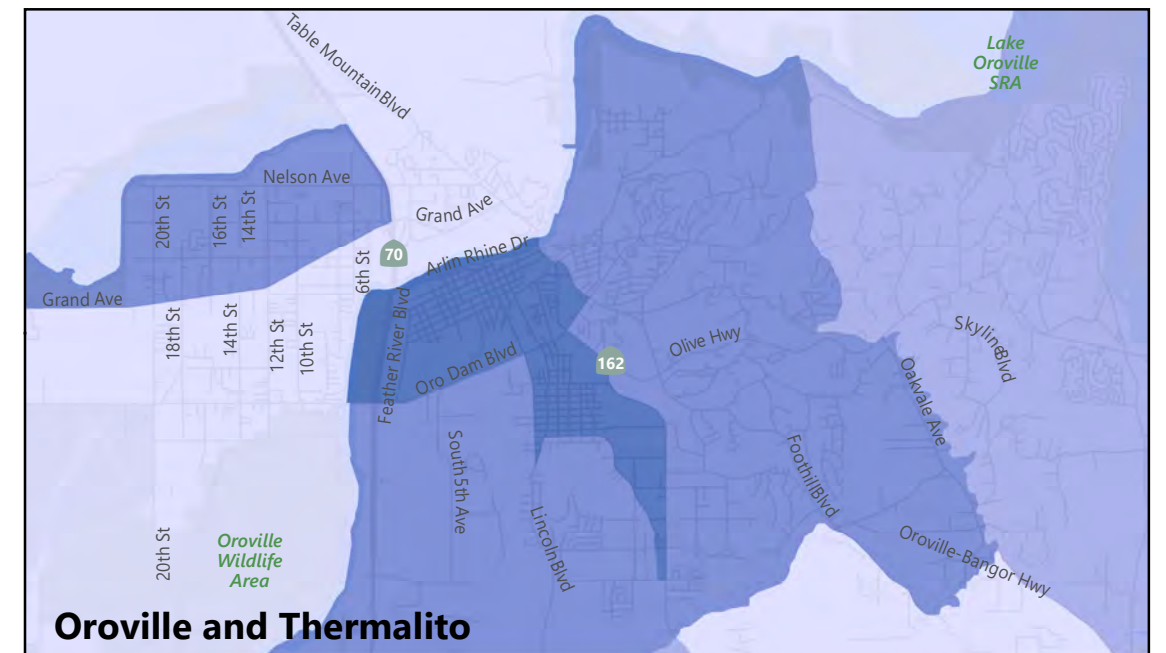 Table Mountain Blvd
Lake
Oroville
SRA
Nelson Ave
20th St
16th St
14th St
Grand Ave
70
6th St
Arlin Rhine Dr
Grand Ave
18th St
14th St
12th St
10th St
Feather River Blvd
Oro Dam Blvd
162
Olive Hwy
Skyline Blvd
Oakvale Ave
South 5th Ave
Foothill Blvd
Lincoln Blvd
20th St
Oroville
Wildlife
Area
Oroville-Bangor Hwy
Oroville and Thermalito